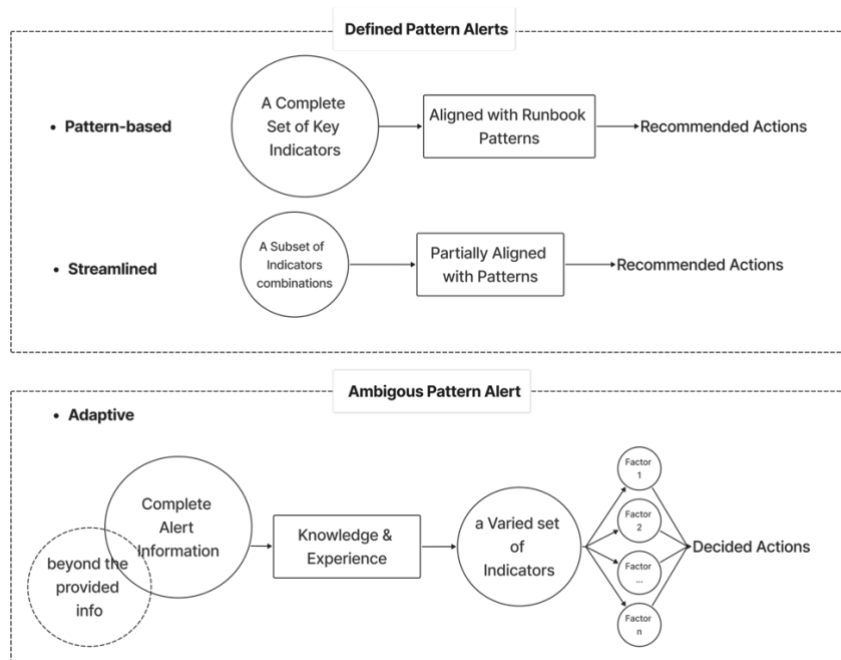 Defined Pattern Alerts
• Pattern-based
A Complete
Set of Key
Indicators
Aligned with Runbook
Patterns
Recommended Actions
• Streamlined
A Subset of
Indicators
combinations
Partially Aligned
with Patterns
Recommended Actions
Ambigous Pattern Alert
• Adaptive
Complete
Alert
Information
beyond the
provided
info
Knowledge &
Experience
a Varied set
of
Indicators
Factor
1
Factor
2
Factor
...
Factor
n
Decided Actions